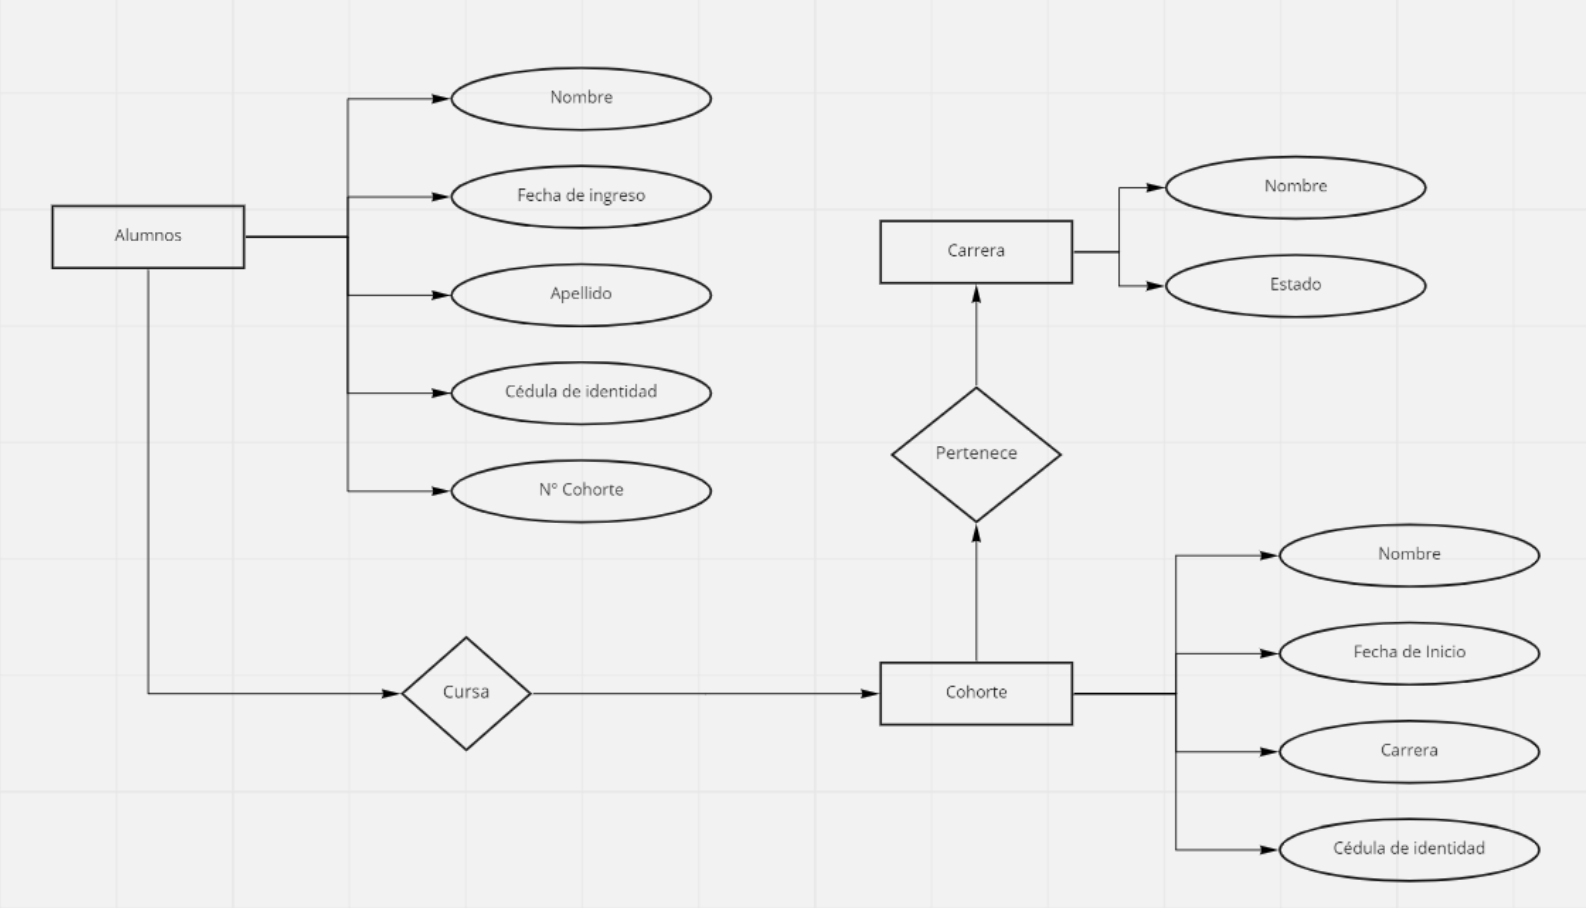 Nombre
Fecha de ingreso
Alumnos
Apellido
Cédula de identidad
Nº Cohorte
Cursa
Nombre
Carrera
Estado
Pertenece
Cohorte
Nombre
Fecha de Inicio
Carrera
Cédula de identidad